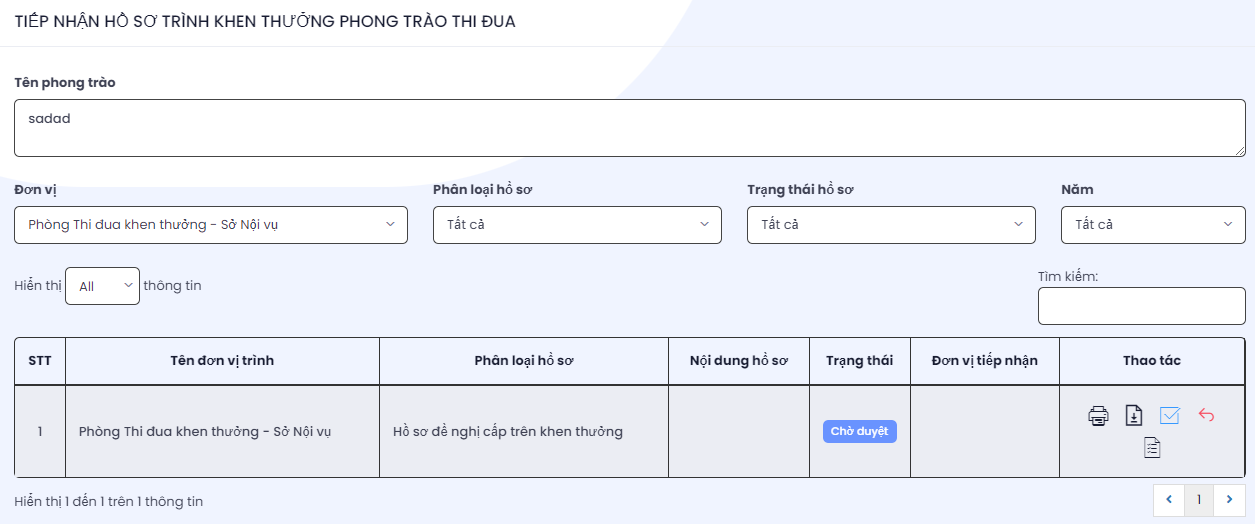 TIẾP NHẬN HỒ SƠ TRÌNH KHEN THƯỞNG PHONG TRÀO THI ĐUA
Tên phong trào
sadad
Đơn vị Phân loại hồ sơ Trạng thái hồ sơ Năm
Phòng Thi đua khen thưởng - Sở Nội vụ Tất cả Tất cả Tất cả
Hiển thị All thông tin Tìm kiếm:
STT Tên đơn vị trình Phân loại hồ sơ Nội dung hồ sơ Trạng thái Đơn vị tiếp nhận Thao tác
1 Phòng Thi đua khen thưởng - Sở Nội vụ Hồ sơ đề nghị cấp trên khen thưởng Chờ duyệt
Hiển thị 1 đến 1 trên 1 thông tin 1